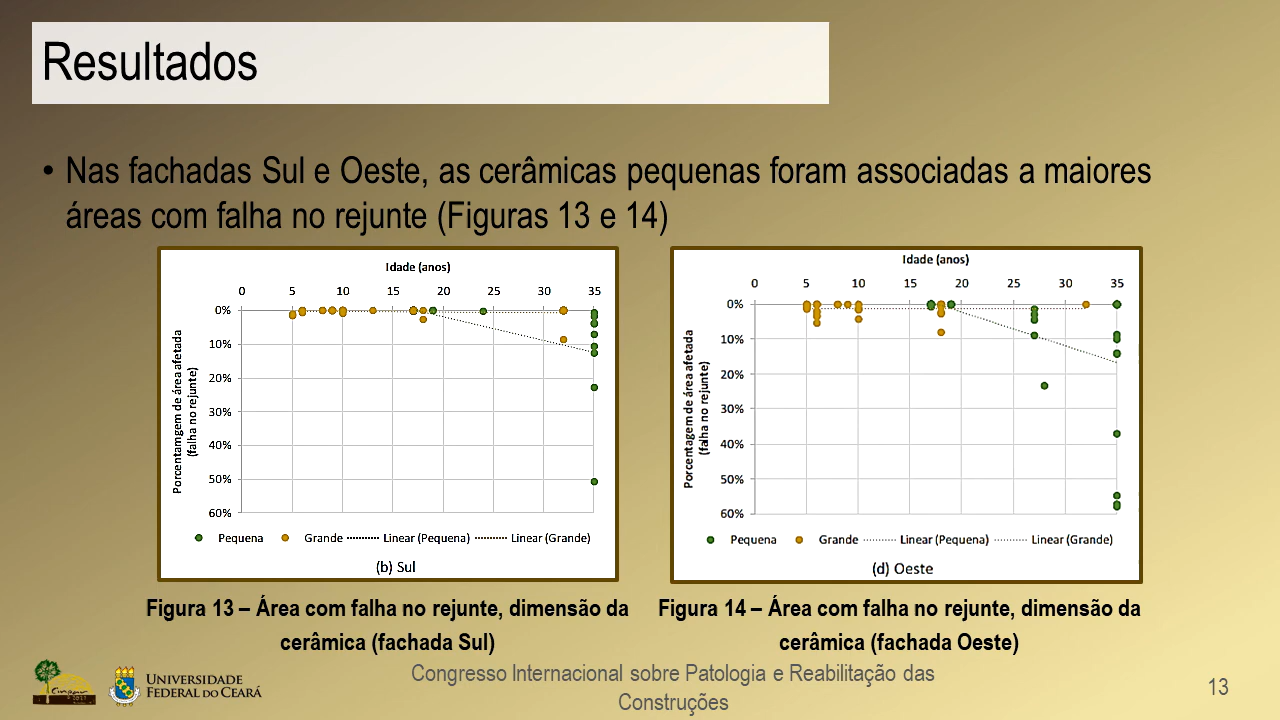 Resultados
• Nas fachadas Sul e Oeste, as cerâmicas pequenas foram associadas a maiores
áreas com falha no rejunte (Figuras 13 e 14)
Idade (anos)
0 5 10 15 20 25 30 35
0%
10%
20%
30%
40%
50%
60%
Porcentamgem de área afetada
(falha no rejunte)
Pequena Grande Linear (Pequena) Linear (Grande)
(b) Sul
Idade (anos)
0 5 10 15 20 25 30 35
0%
10%
20%
30%
40%
50%
60%
Porcentagem de área afetada
(falha no rejunte)
Pequena Grande Linear (Pequena) Linear (Grande)
(d) Oeste
Figura 13 – Área com falha no rejunte, dimensão da
cerâmica (fachada Sul)
Figura 14 – Área com falha no rejunte, dimensão da
cerâmica (fachada Oeste)
UNIVERSIDADE
FEDERAL DO CEARÁ
Congresso Internacional sobre Patologia e Reabilitação das
Construções
13